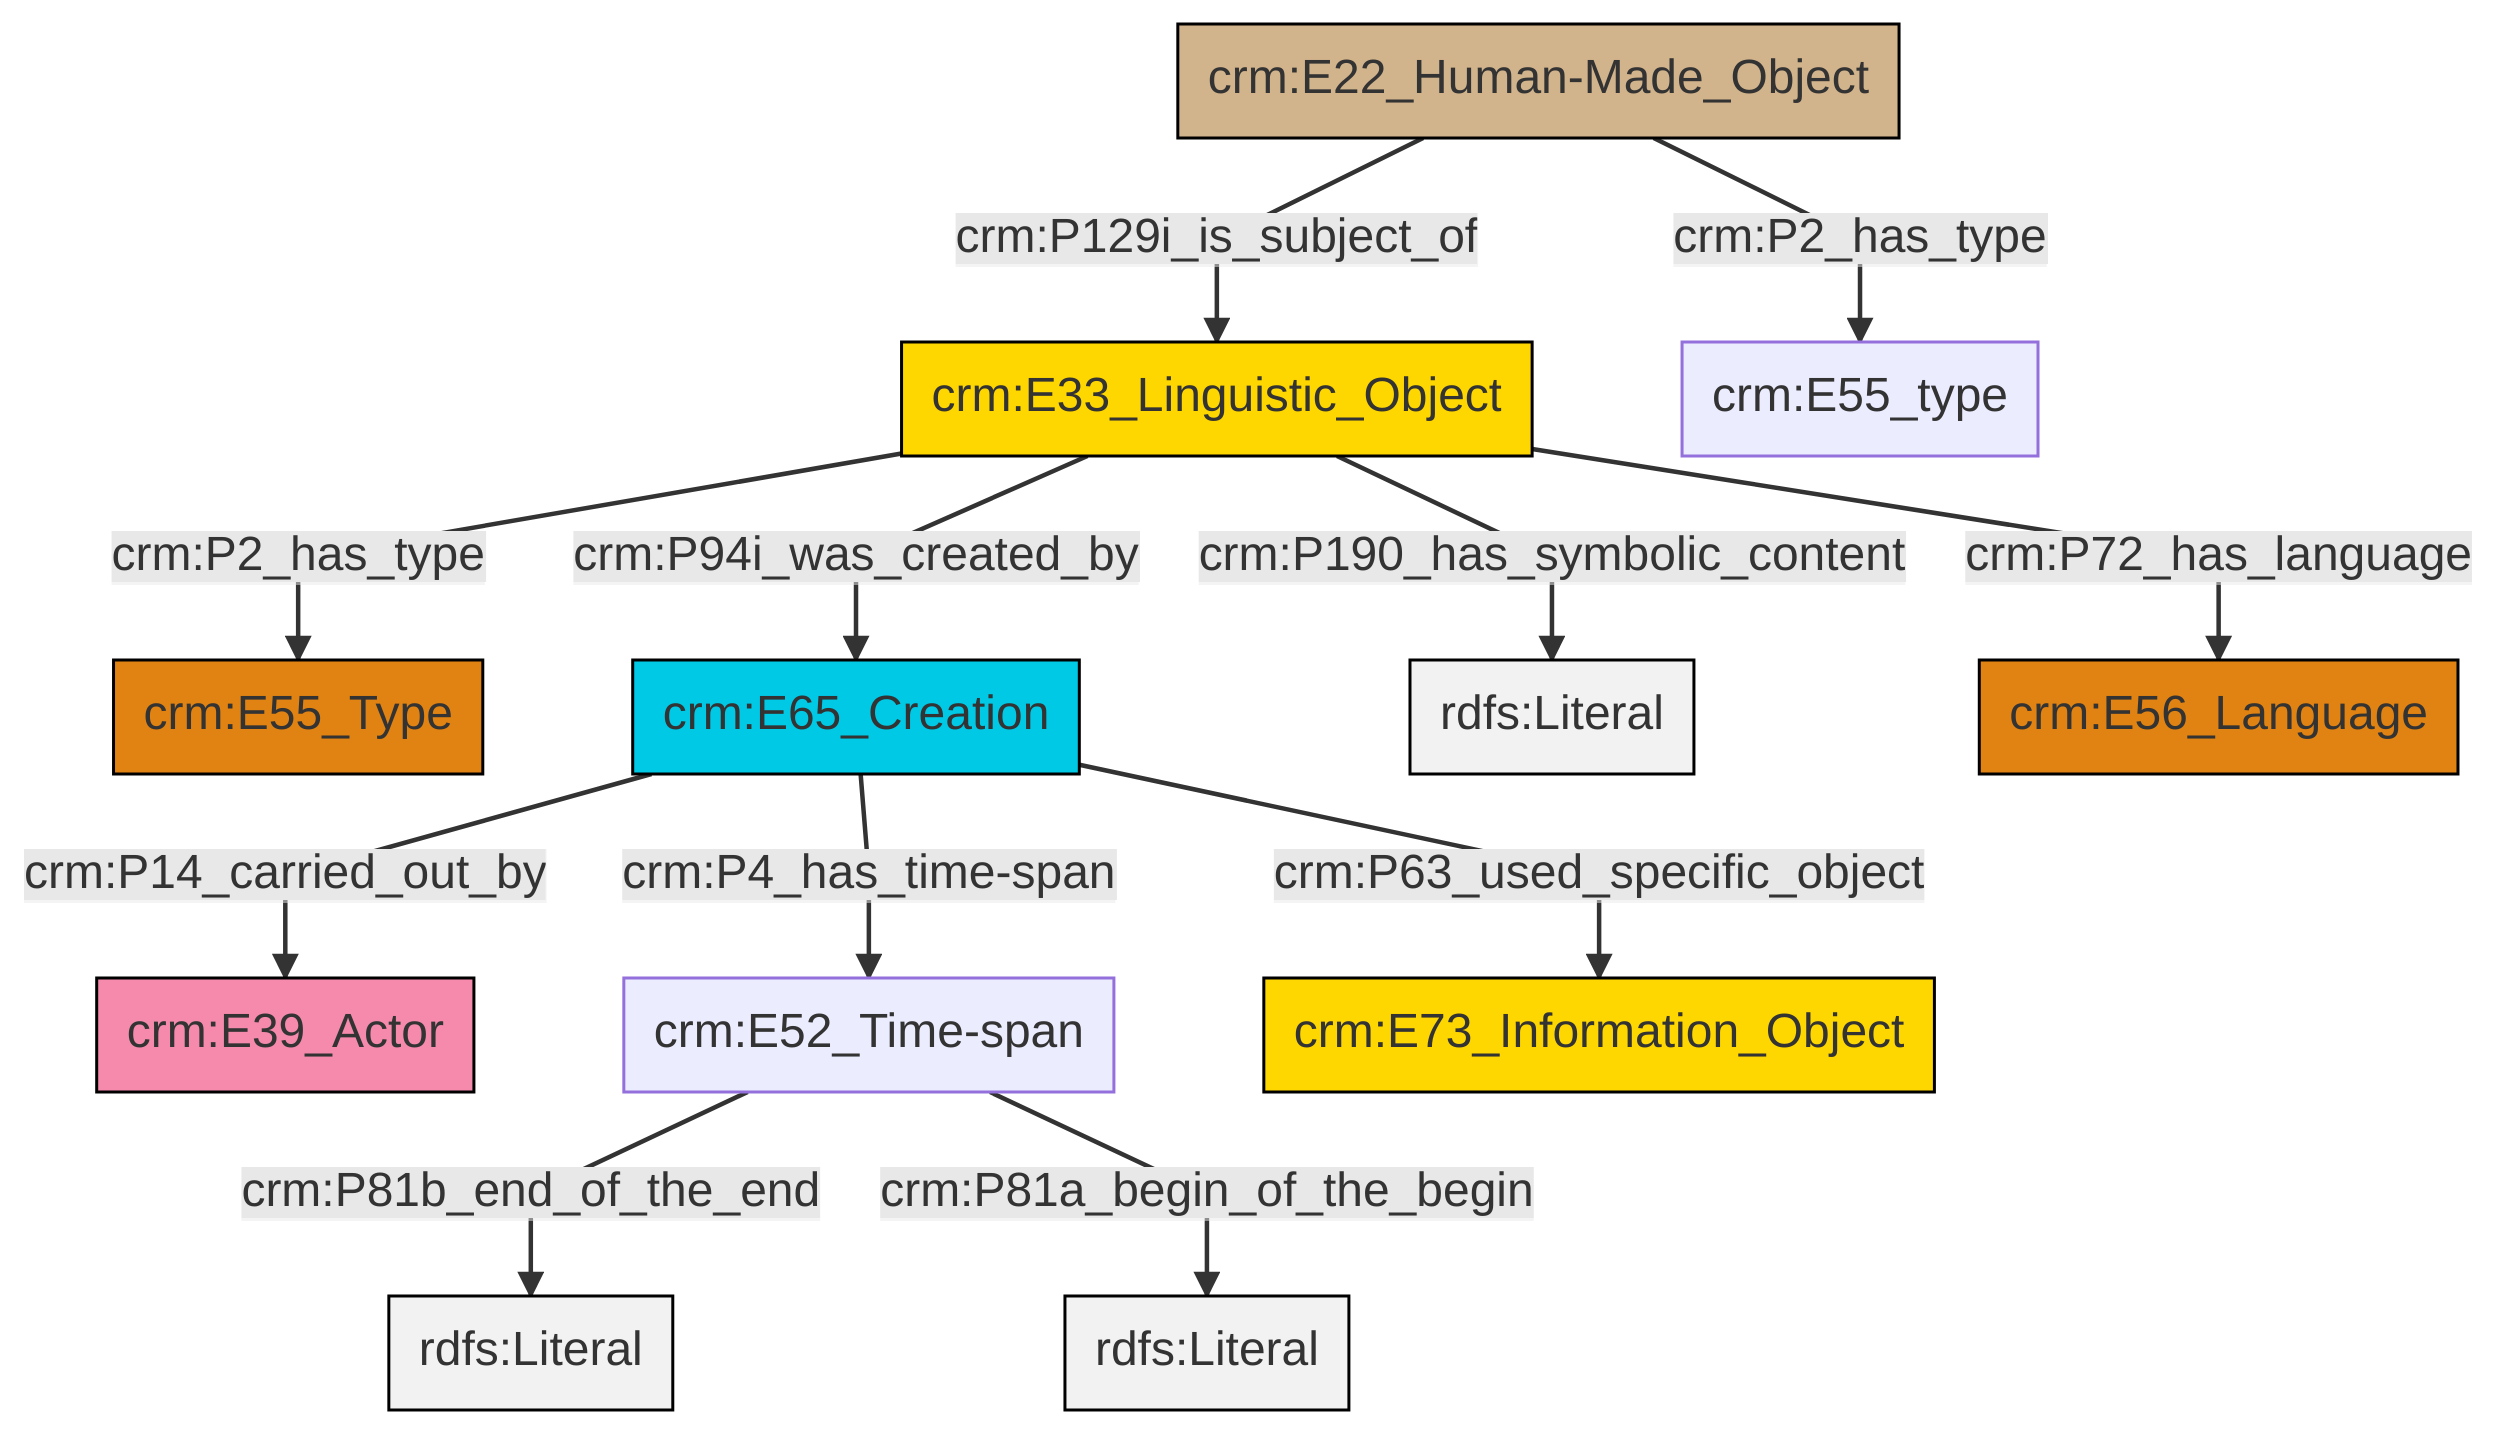 crm:E22_Human-Made_Object
crm:P129i_is_subject_of
crm:P2_has_type
crm:E33_Linguistic_Object
crm:E55_type
crm:P2_has_type
crm:P94i_was_created_by
crm:P190_has_symbolic_content
crm:P72_has_language
crm:E55_Type
crm:E65_Creation
rdfs:Literal
crm:E56_Language
crm:P14_carried_out_by
crm:P4_has_time-span
crm:P63_used_specific_object
crm:E39_Actor
crm:E52_Time-span
crm:E73_Information_Object
crm:P81b_end_of_the_end
crm:P81a_begin_of_the_begin
rdfs:Literal
rdfs:Literal